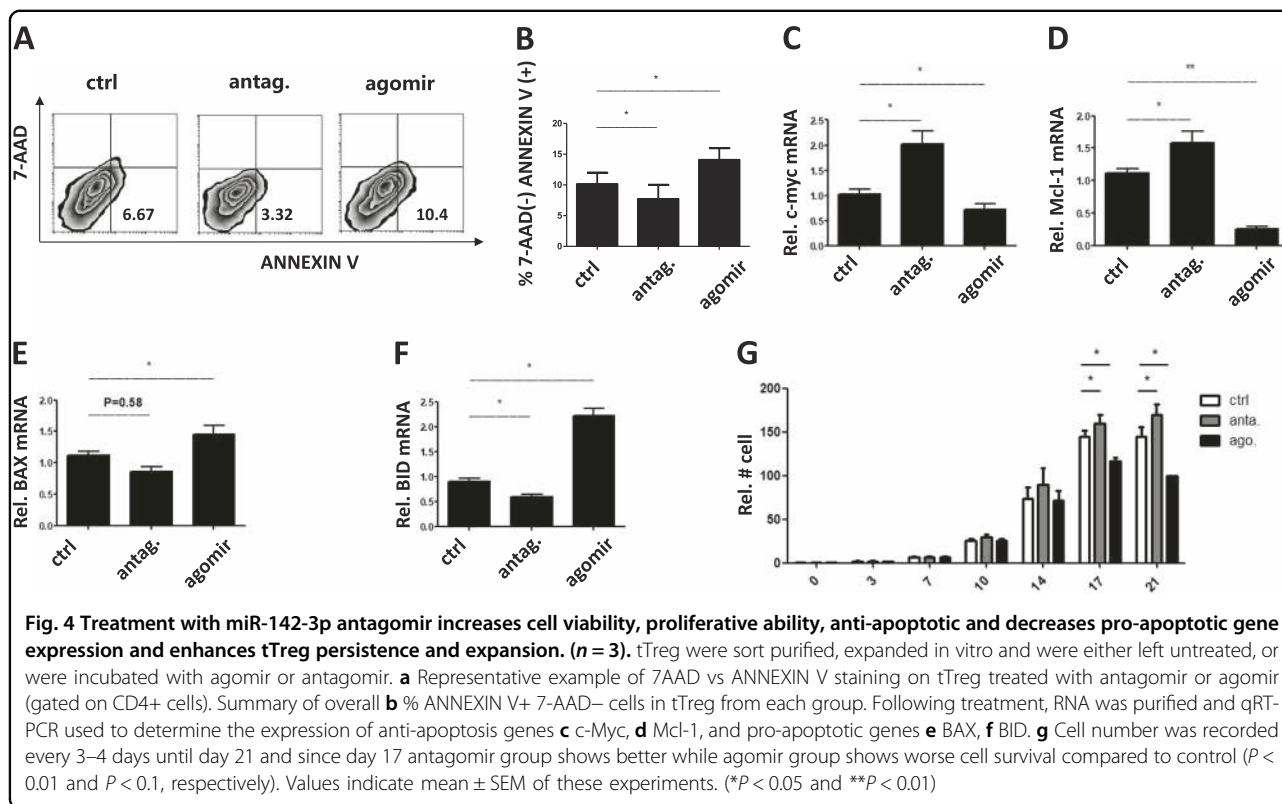 A
ctrl
antag.
agomir
7-AAD
6.67
3.32
10.4
ANNEXIN V
B
% 7-AAD(-) ANNEXIN V (+)
20
15
10
5
0
*
*
ctrl
antag.
agomir
C
Rel. c-myc mRNA
2.5
2.0
1.5
1.0
0.5
0.0
*
*
ctrl
antag.
agomir
D
Rel. Mcl-1 mRNA
2.0
1.5
1.0
0.5
0.0
**
*
ctrl
antag.
agomir
E
Rel. BAX mRNA
2.0
1.5
1.0
0.5
0.0
*
P=0.58
ctrl
antag.
agomir
F
Rel. BID mRNA
2.5
2.0
1.5
1.0
0.5
0.0
*
*
ctrl
antag.
agomir
G
Rel. # cell
200
150
100
50
0
* *
* *
ctrl
anta.
ago.
0 3 7 10 14 17 21
Fig. 4 Treatment with miR-142-3p antagomir increases cell viability, proliferative ability, anti-apoptotic and decreases pro-apoptotic gene
expression and enhances tTreg persistence and expansion. (n = 3). tTreg were sort purified, expanded in vitro and were either left untreated, or
were incubated with agomir or antagomir. a Representative example of 7AAD vs ANNEXIN V staining on tTreg treated with antagomir or agomir
(gated on CD4+ cells). Summary of overall b % ANNEXIN V+ 7-AAD− cells in tTreg from each group. Following treatment, RNA was purified and qRT-
PCR used to determine the expression of anti-apoptosis genes c c-Myc, d Mcl-1, and pro-apoptotic genes e BAX, f BID. g Cell number was recorded
every 3–4 days until day 21 and since day 17 antagomir group shows better while agomir group shows worse cell survival compared to control (P <
0.01 and P < 0.1, respectively). Values indicate mean ± SEM of these experiments. (*P < 0.05 and **P < 0.01)